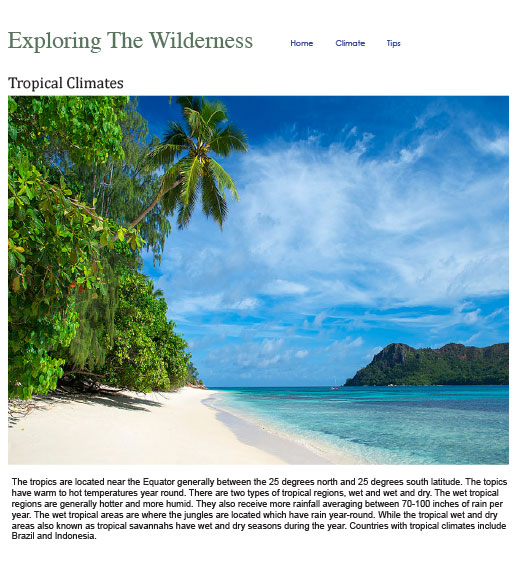 Exploring The Wilderness
Home Climate Tips
Tropical Climates
The tropics are located near the Equator generally between the 25 degrees north and 25 degrees south latitude. The topics
have warm to hot temperatures year round. There are two types of tropical regions, wet and wet and dry. The wet tropical
regions are generally hotter and more humid. They also receive more rainfall averaging between 70-100 inches of rain per
year. The wet tropical areas are where the jungles are located which have rain year-round. While the tropical wet and dry
areas also known as tropical savannahs have wet and dry seasons during the year. Countries with tropical climates include
Brazil and Indonesia.